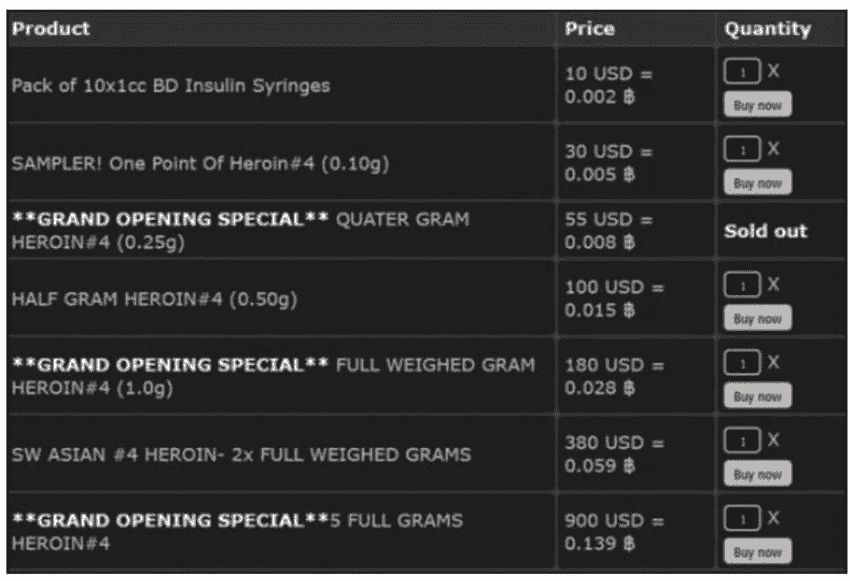 Product Price Quantity
Pack of 10x1cc BD Insulin Syringes
10 USD =
0.002 ฿
1 X
Buy now
SAMPLER! One Point Of Heroin#4 (0.10g)
30 USD =
0.005 ฿
1 X
Buy now
**GRAND OPENING SPECIAL** QUATER GRAM
HEROIN#4 (0.25g)
55 USD =
0.008 ฿
Sold out
HALF GRAM HEROIN#4 (0.50g)
100 USD =
0.015 ฿
1 X
Buy now
**GRAND OPENING SPECIAL** FULL WEIGHED GRAM
HEROIN#4 (1.0g)
180 USD =
0.028 ฿
1 X
Buy now
SW ASIAN #4 HEROIN- 2x FULL WEIGHED GRAMS
380 USD =
0.059 ฿
1 X
Buy now
**GRAND OPENING SPECIAL**5 FULL GRAMS
HEROIN#4
900 USD =
0.139 ฿
1 X
Buy now